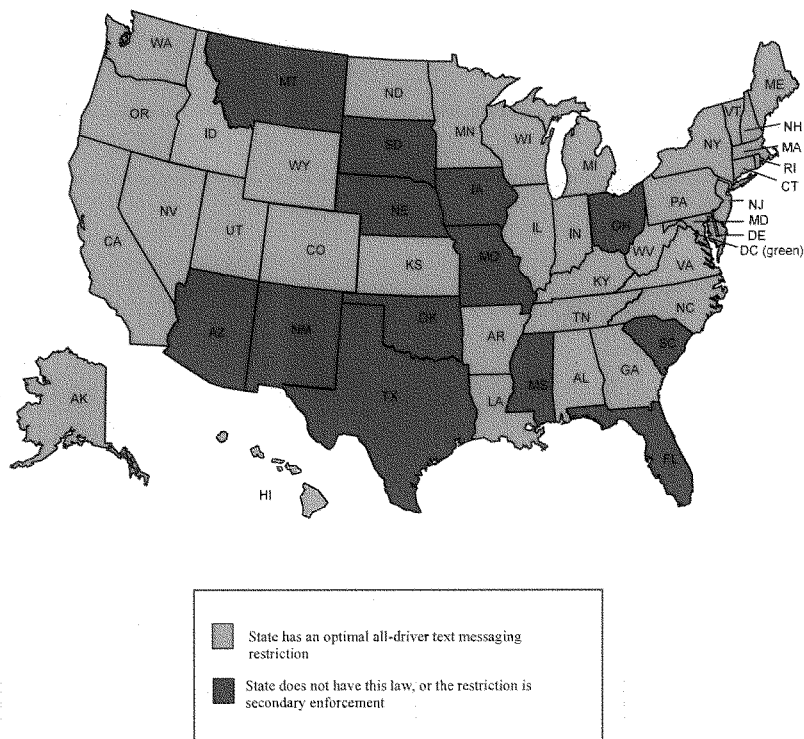 WA
MT
ND
ME
OR
ID
MN
VT
NH
SD
WI
NY
MA
WY
MI
RI
CT
IA
PA
NE
NJ
NV
OH
MD
UT
IL
IN
DE
CA
CO
WV
DC (green)
KS
MO
VA
KY
NC
TN
AZ
NM
OK
AR
SC
MS
AL
GA
TX
LA
AK
FL
HI
State has an optimal all-driver text messaging
restriction
State does not have this law, or the restriction is
secondary enforcement